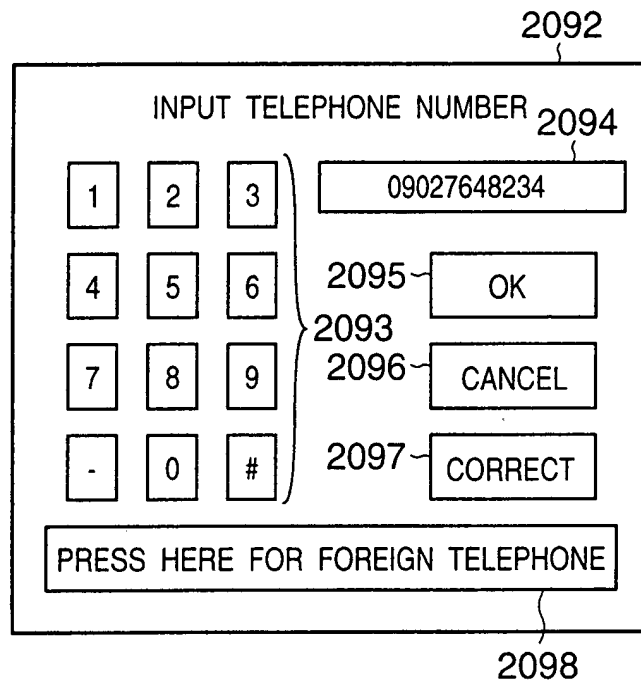 2092
INPUT TELEPHONE NUMBER
2094
1 2 3
09027648234
4 5 6
2095
OK
2093
7 8 9
2096
CANCEL
- 0 #
2097
CORRECT
PRESS HERE FOR FOREIGN TELEPHONE
2098